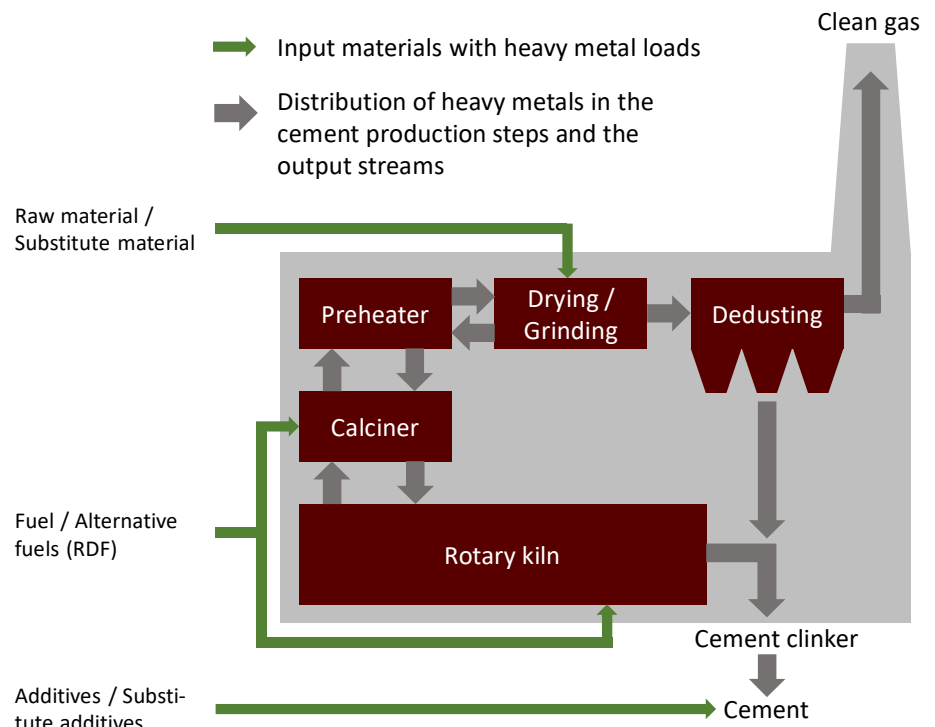 Clean gas
Input materials with heavy metal loads
Distribution of heavy metals in the
cement production steps and the
output streams
Raw material /
Substitute material
Preheater
Drying /
Grinding
Dedusting
Calciner
Fuel / Alternative
fuels (RDF)
Rotary kiln
Cement clinker
Additives / Substi-
tute additives
Cement